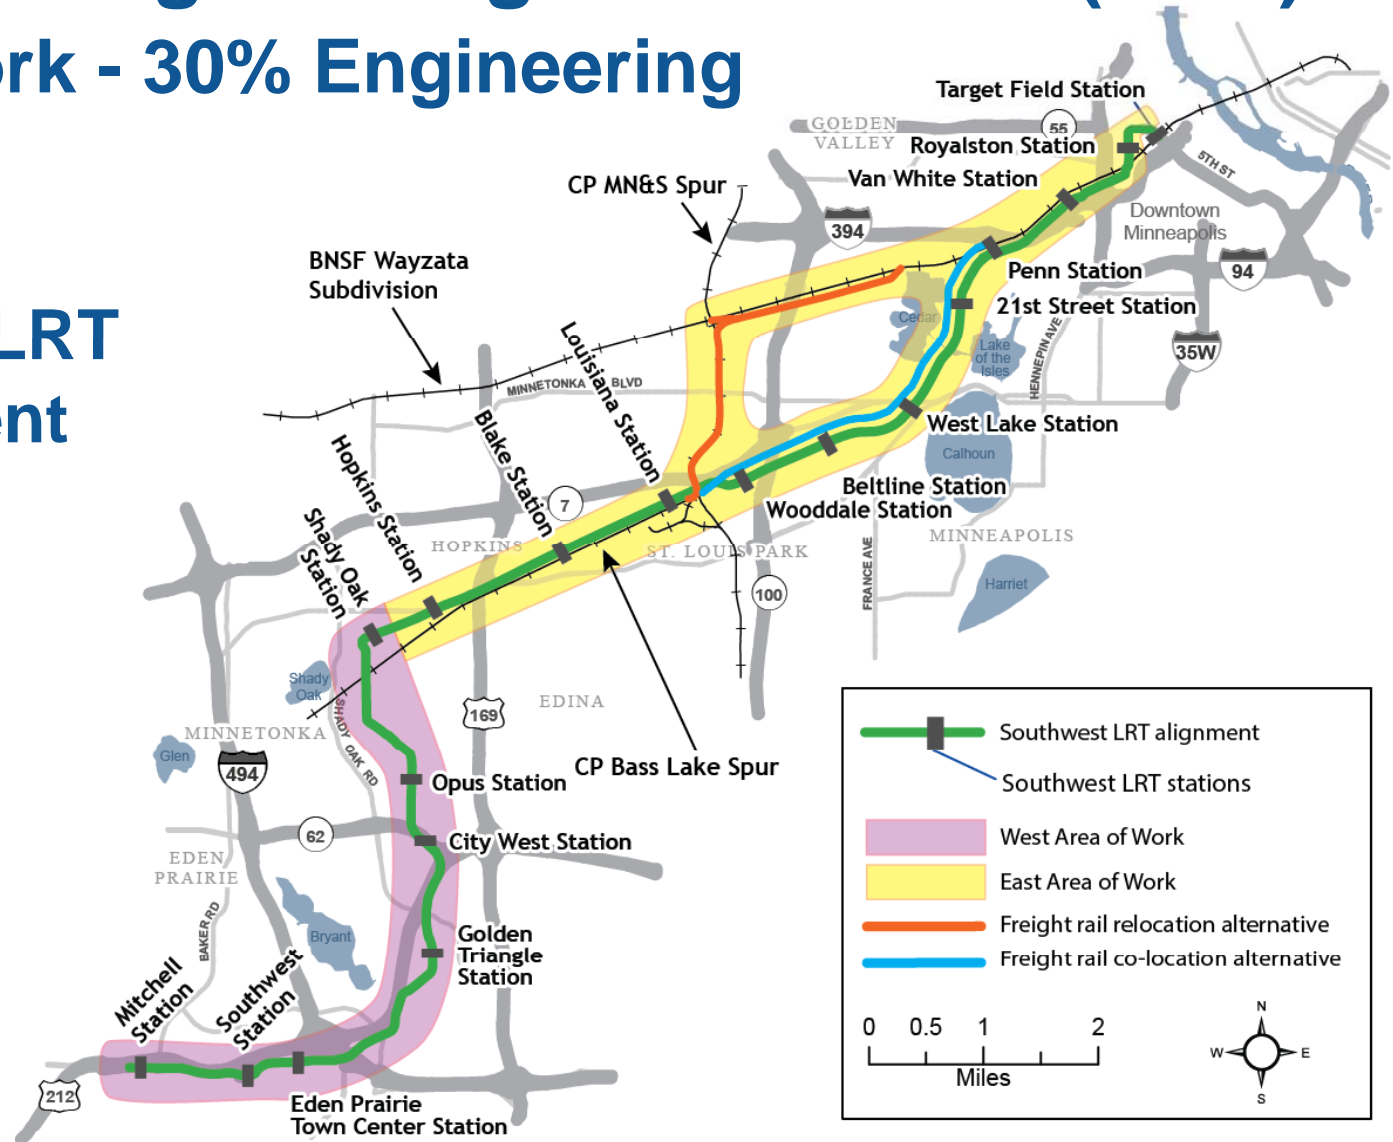 ork - 30% Engineering
LRT
ent
Target Field Station
GOLDEN
VALLEY
55
Royalston Station
5TH ST
CP MN&S Spur
Van White Station
Downtown
Minneapolis
394
BNSF Wayzata
Subdivision
Penn Station
94
21st Street Station
Cedar
Lake
of the
Isles
HENNEPIN AVE
35W
Louisiana Station
MINNETONKA BLVD
Blake Station
West Lake Station
Calhoun
Hopkins Station
Beltline Station
Wooddale Station
7
Shady Oak
Station
HOPKINS
ST. LOUIS PARK
MINNEAPOLIS
FRANCE AVE
Harriet
100
Shady
Oak
SHADY OAK RD
169
EDINA
MINNETONKA
Glen
494
CP Bass Lake Spur
Opus Station
62
City West Station
EDEN
PRAIRIE
BAKER RD
Bryant
Golden
Triangle
Station
Mitchell
Station
Southwest
Station
212
Eden Prairie
Town Center Station
Southwest LRT alignment
Southwest LRT stations
West Area of Work
East Area of Work
Freight rail relocation alternative
Freight rail co-location alternative
0 0.5 1 2
Miles
N
W E
S